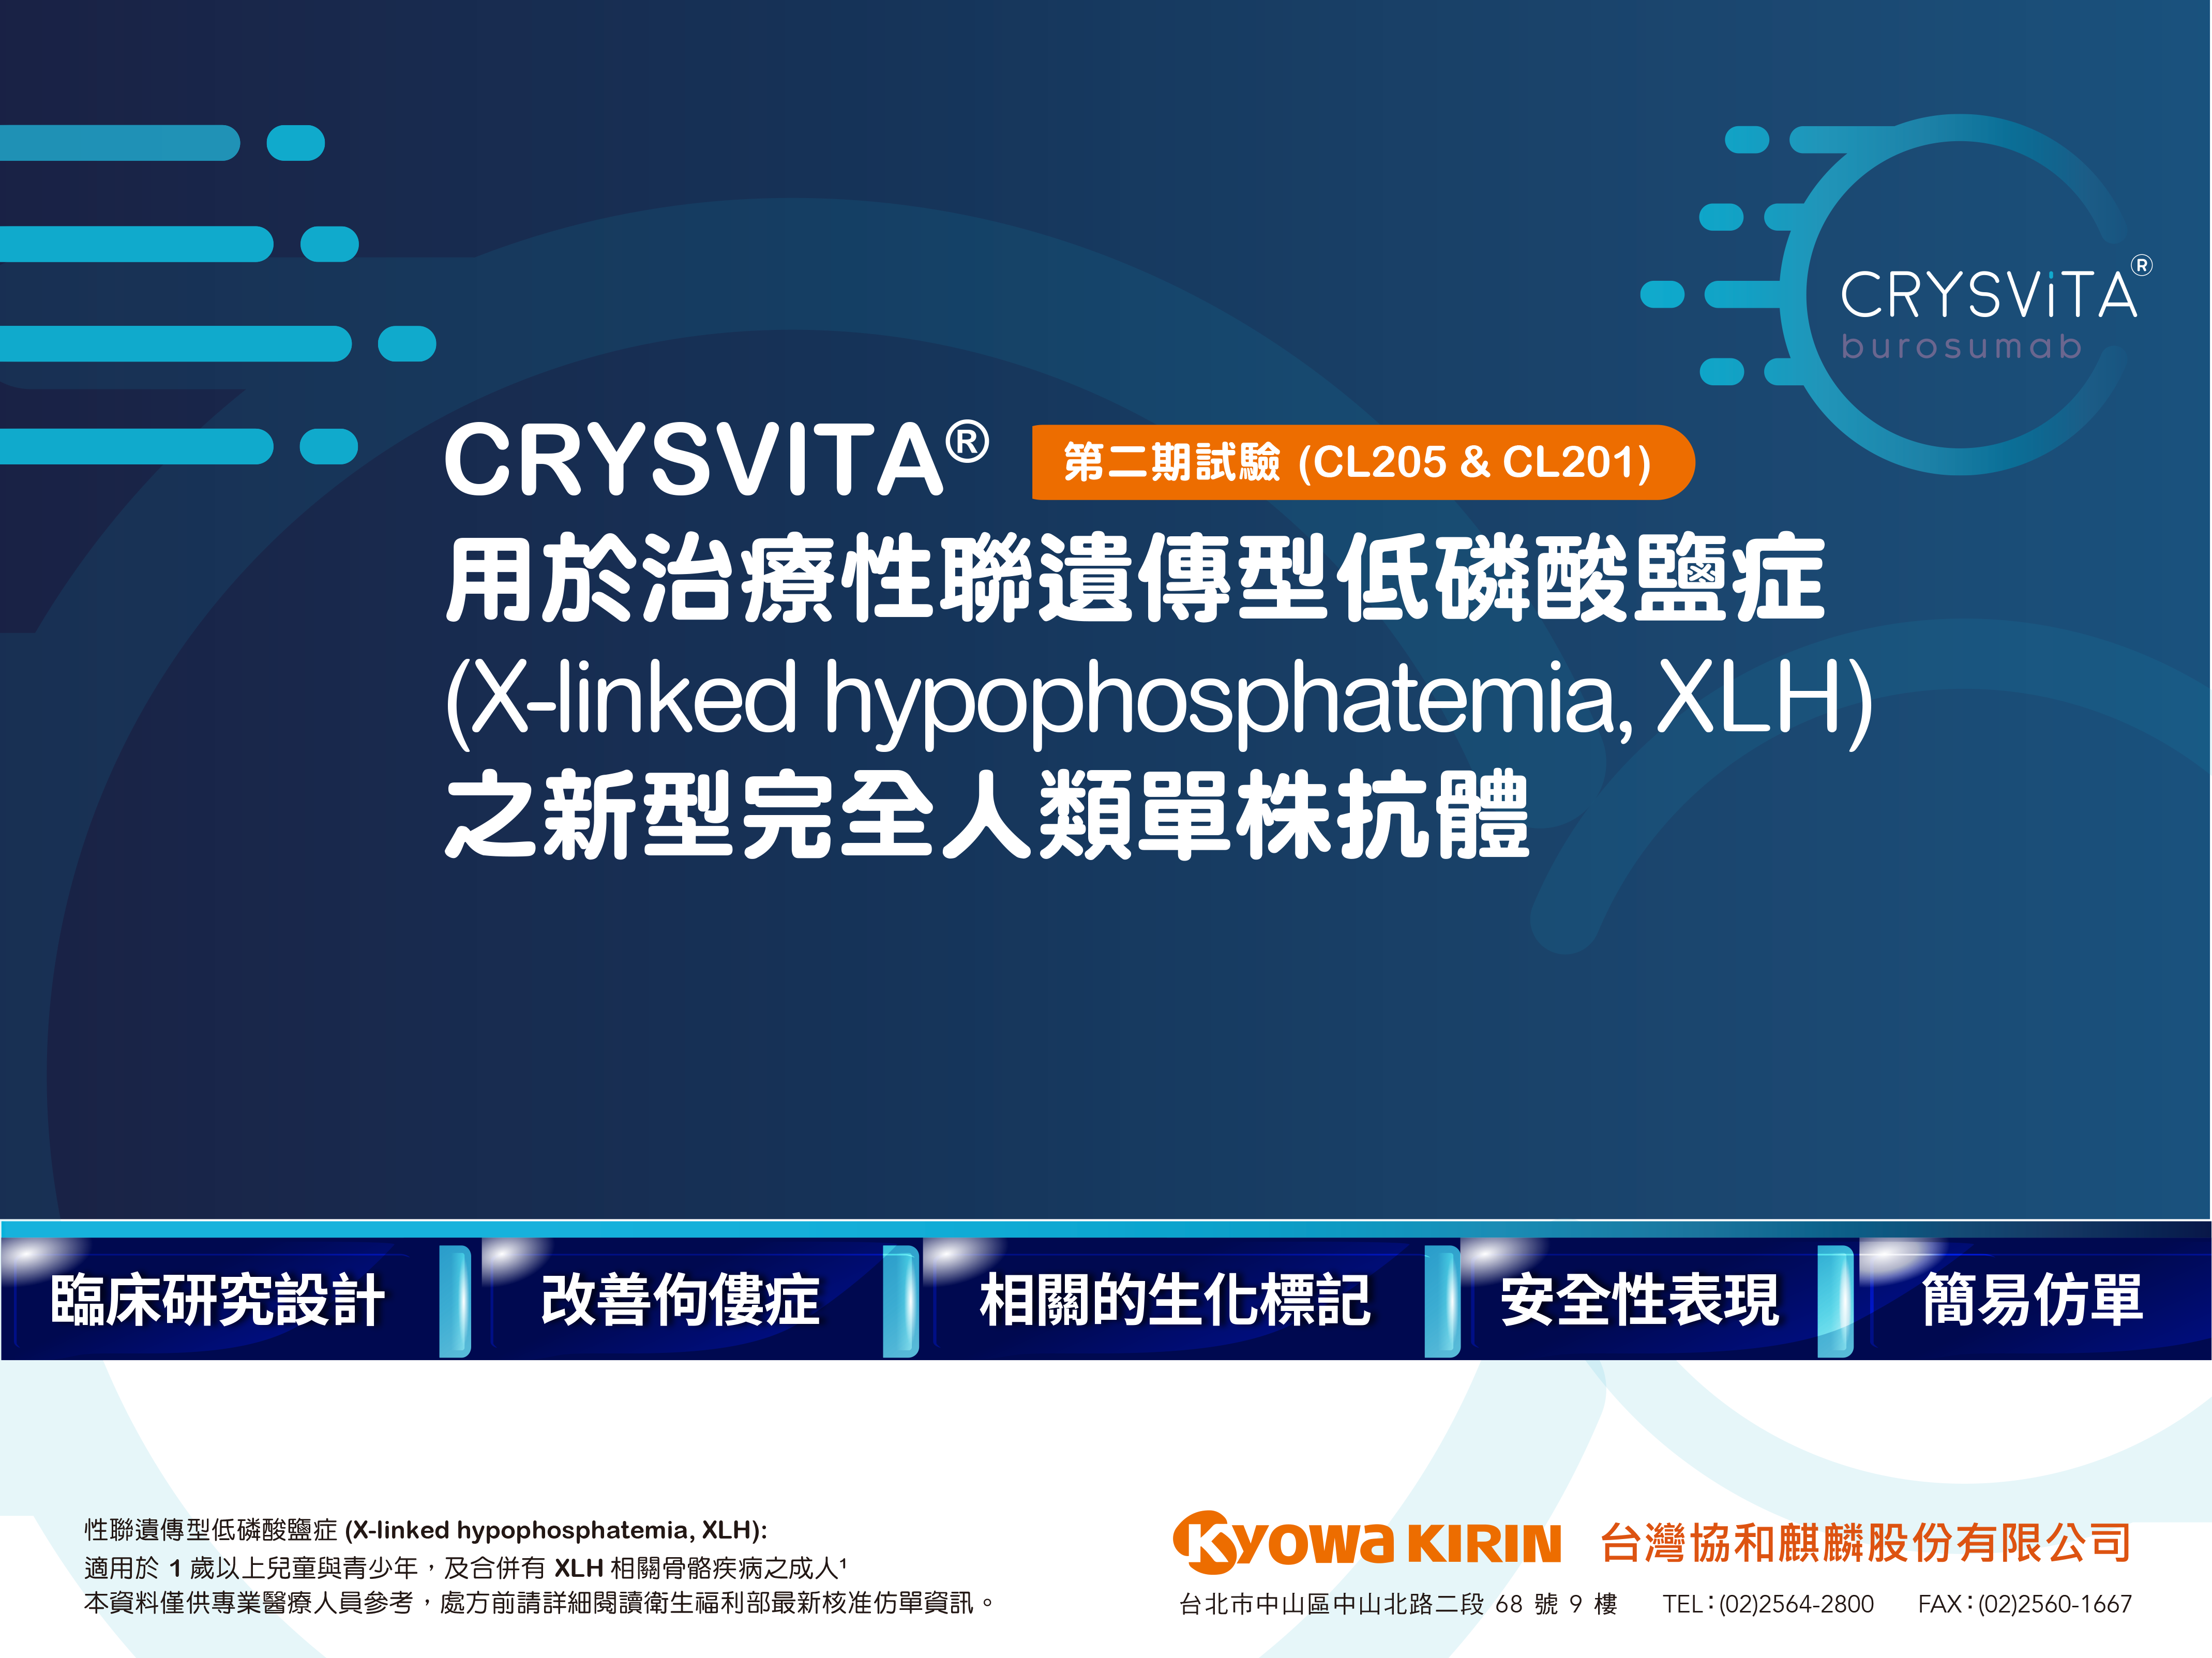 CRYSViTA®
burosumab
CRYSVITA® 第二期試驗 (CL205 & CL201)
用於治療性聯遺傳型低磷酸鹽症
(X-linked hypophosphatemia, XLH)
之新型完全人類單株抗體
臨床研究設計 改善佝僂症 相關的生化標記 安全性表現 簡易仿單
性聯遺傳型低磷酸鹽症 (X-linked hypophosphatemia, XLH):
適用於 1 歲以上兒童與青少年，及合併有 XLH 相關骨骼疾病之成人¹
本資料僅供專業醫療人員參考，處方前請詳細閱讀衛生福利部最新核准仿單資訊。
Kyowa KIRIN 台灣協和麒麟股份有限公司
台北市中山區中山北路二段 68 號 9 樓 TEL：(02)2564-2800 FAX：(02)2560-1667